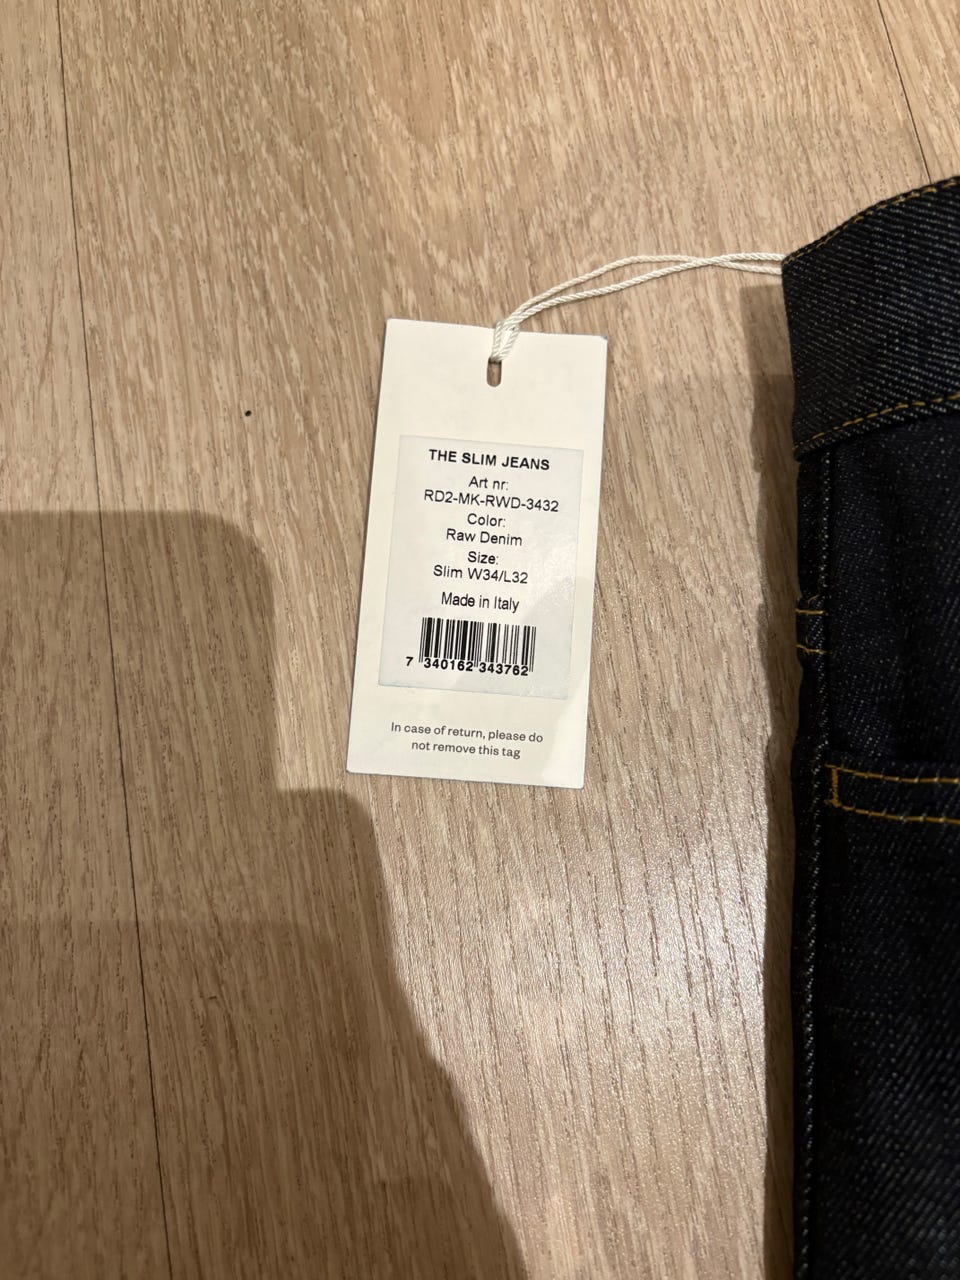 THE SLIM JEANS
Art nr:
RD2-MK-RWD-3432
Color:
Raw Denim
Size:
Slim W34/L32
Made in Italy
7 340162 343762
In case of return, please do
not remove this tag